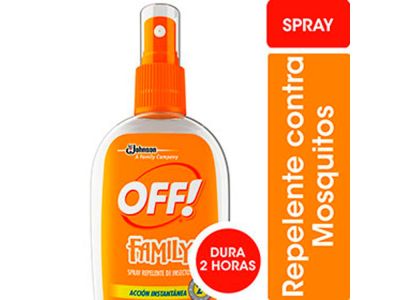 SPRAY
Repelente contra
Mosquitos
SC Johnson
A Family Company
OFF!
FAMILY
SPRAY REPELENTE DE INSECTOS
ACCIÓN INSTANTÁNEA
DURA
2 HORAS